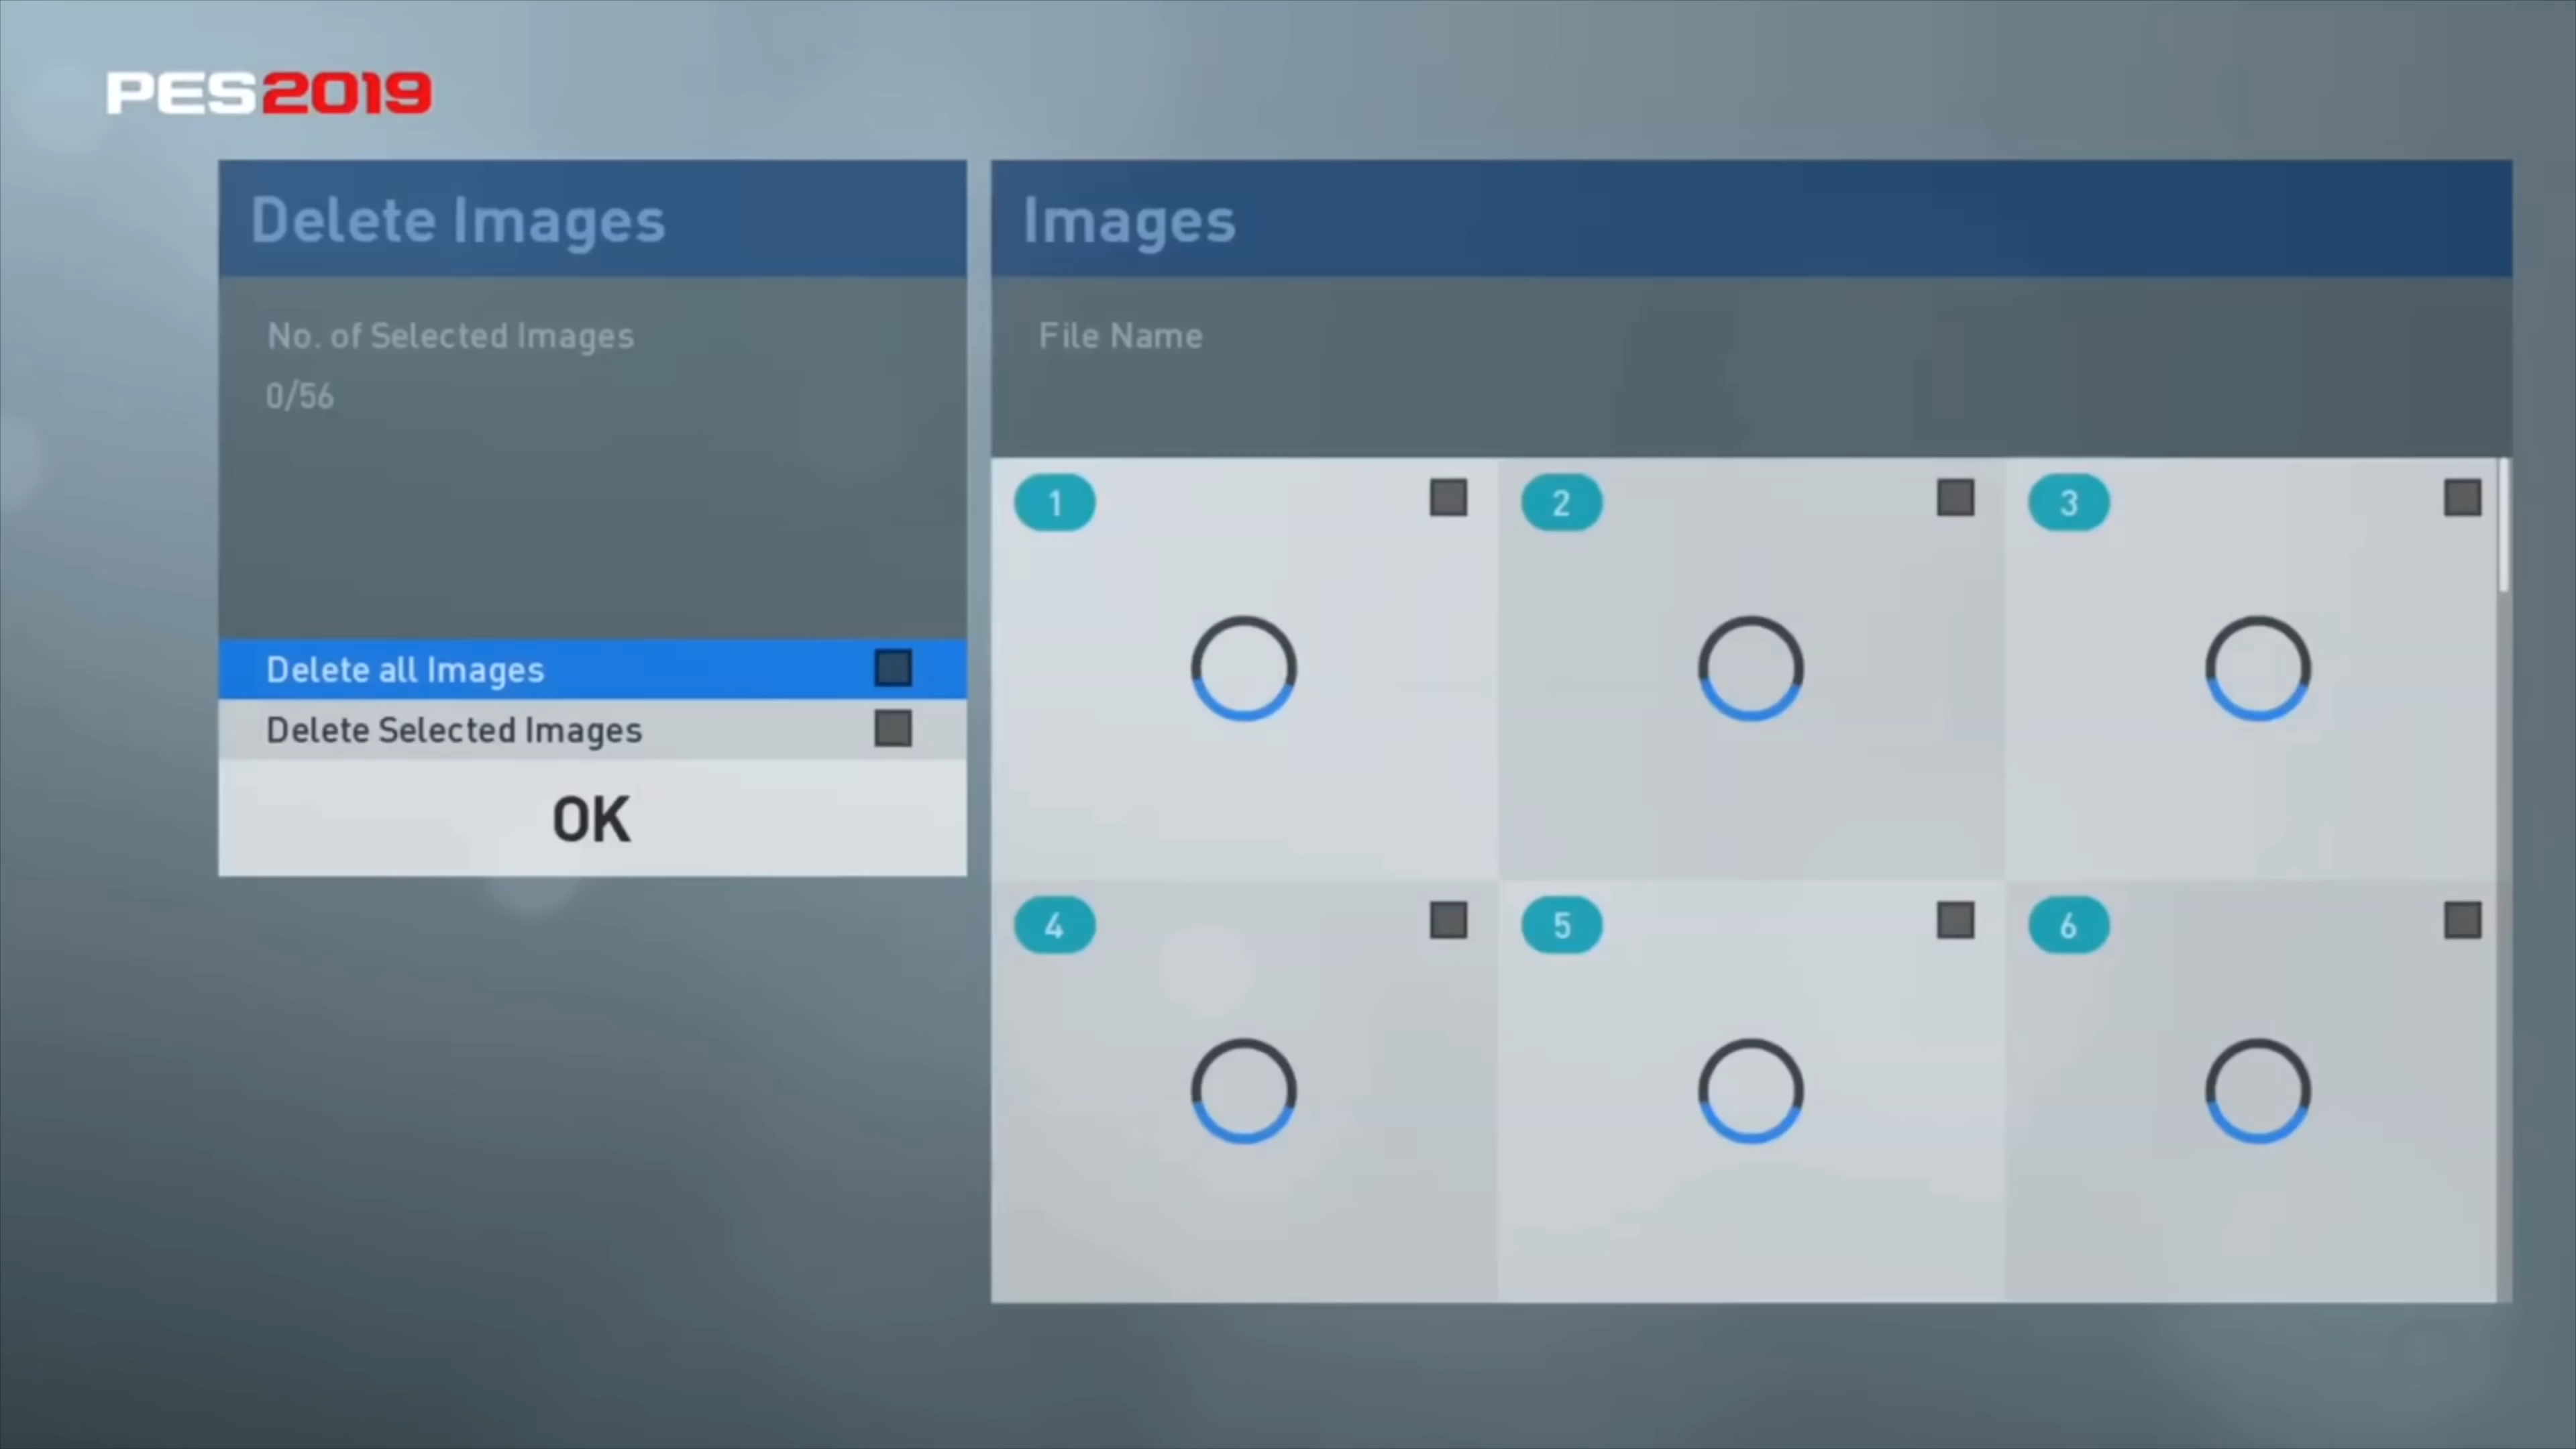 PES2019
Delete Images
No. of Selected Images
0/56
Delete all Images
Delete Selected Images
OK
Images
File Name
1
2
3
4
5
6